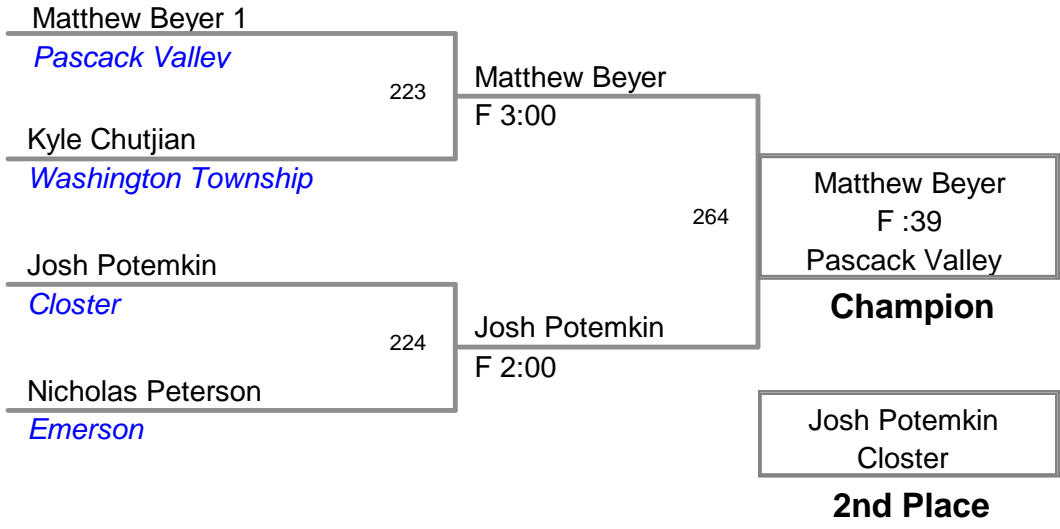 Matthew Beyer 1
Pascack Valley
223
Matthew Beyer
F 3:00
Kyle Chutjian
Washington Township
264
Matthew Beyer
F :39
Pascack Valley
Champion
Josh Potemkin
Closter
224
Josh Potemkin
F 2:00
Nicholas Peterson
Emerson
Josh Potemkin
Closter
2nd Place